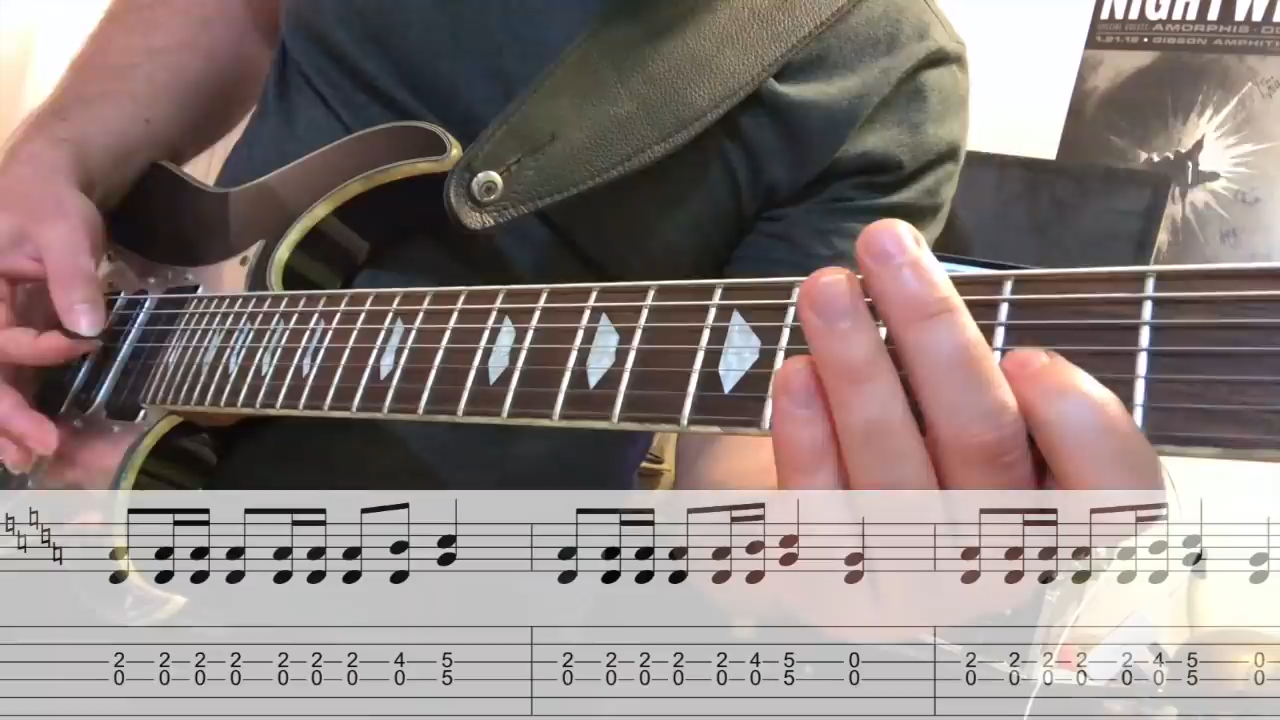 NIGHTWI
SPECIAL GUESTS AMORPHIS
1.21.12 • GIBSON AMPHIT
2 2 2 2 2 2 2 4 5 2 2 2 2 2 4 5 0 2 2 2 2 2 4 5 0
0 0 0 0 0 0 0 0 5 0 0 0 0 0 0 5 0 0 0 0 0 0 0 5 0